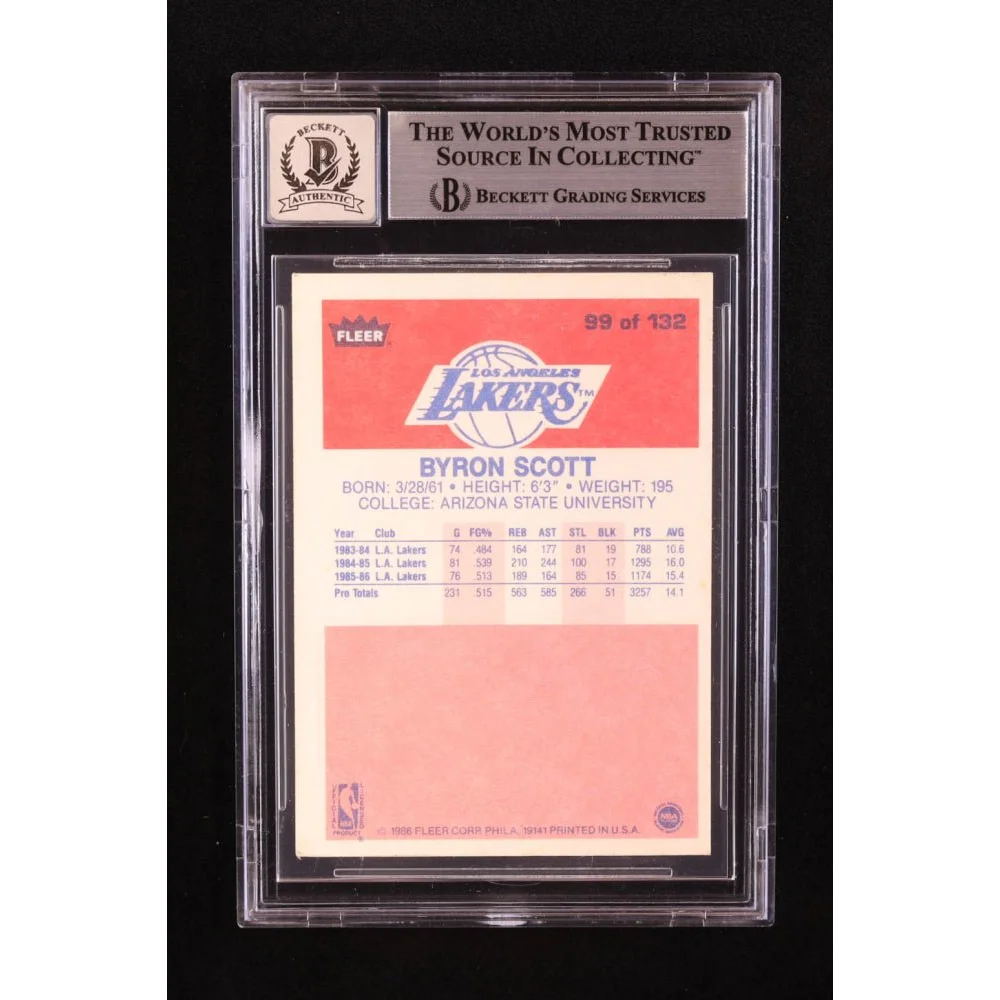 BECKETT
B
AUTHENTIC
THE WORLD'S MOST TRUSTED
SOURCE IN COLLECTING™
B BECKETT GRADING SERVICES
FLEER
99 of 132
LOS ANGELES
LAKERS™
BYRON SCOTT
BORN: 3/28/61 • HEIGHT: 6'3" • WEIGHT: 195
COLLEGE: ARIZONA STATE UNIVERSITY
Year Club G FG% REB AST STL BLK PTS AVG
1983-84 L.A. Lakers 74 .484 164 177 81 19 788 10.6
1984-85 L.A. Lakers 81 .539 210 244 100 17 1295 16.0
1985-86 L.A. Lakers 76 .513 189 164 85 15 1174 15.4
Pro Totals 231 .515 563 585 266 51 3257 14.1
NBA
PRODUCT
NBA
© 1986 FLEER CORP. PHILA. 19141 PRINTED IN U.S.A.